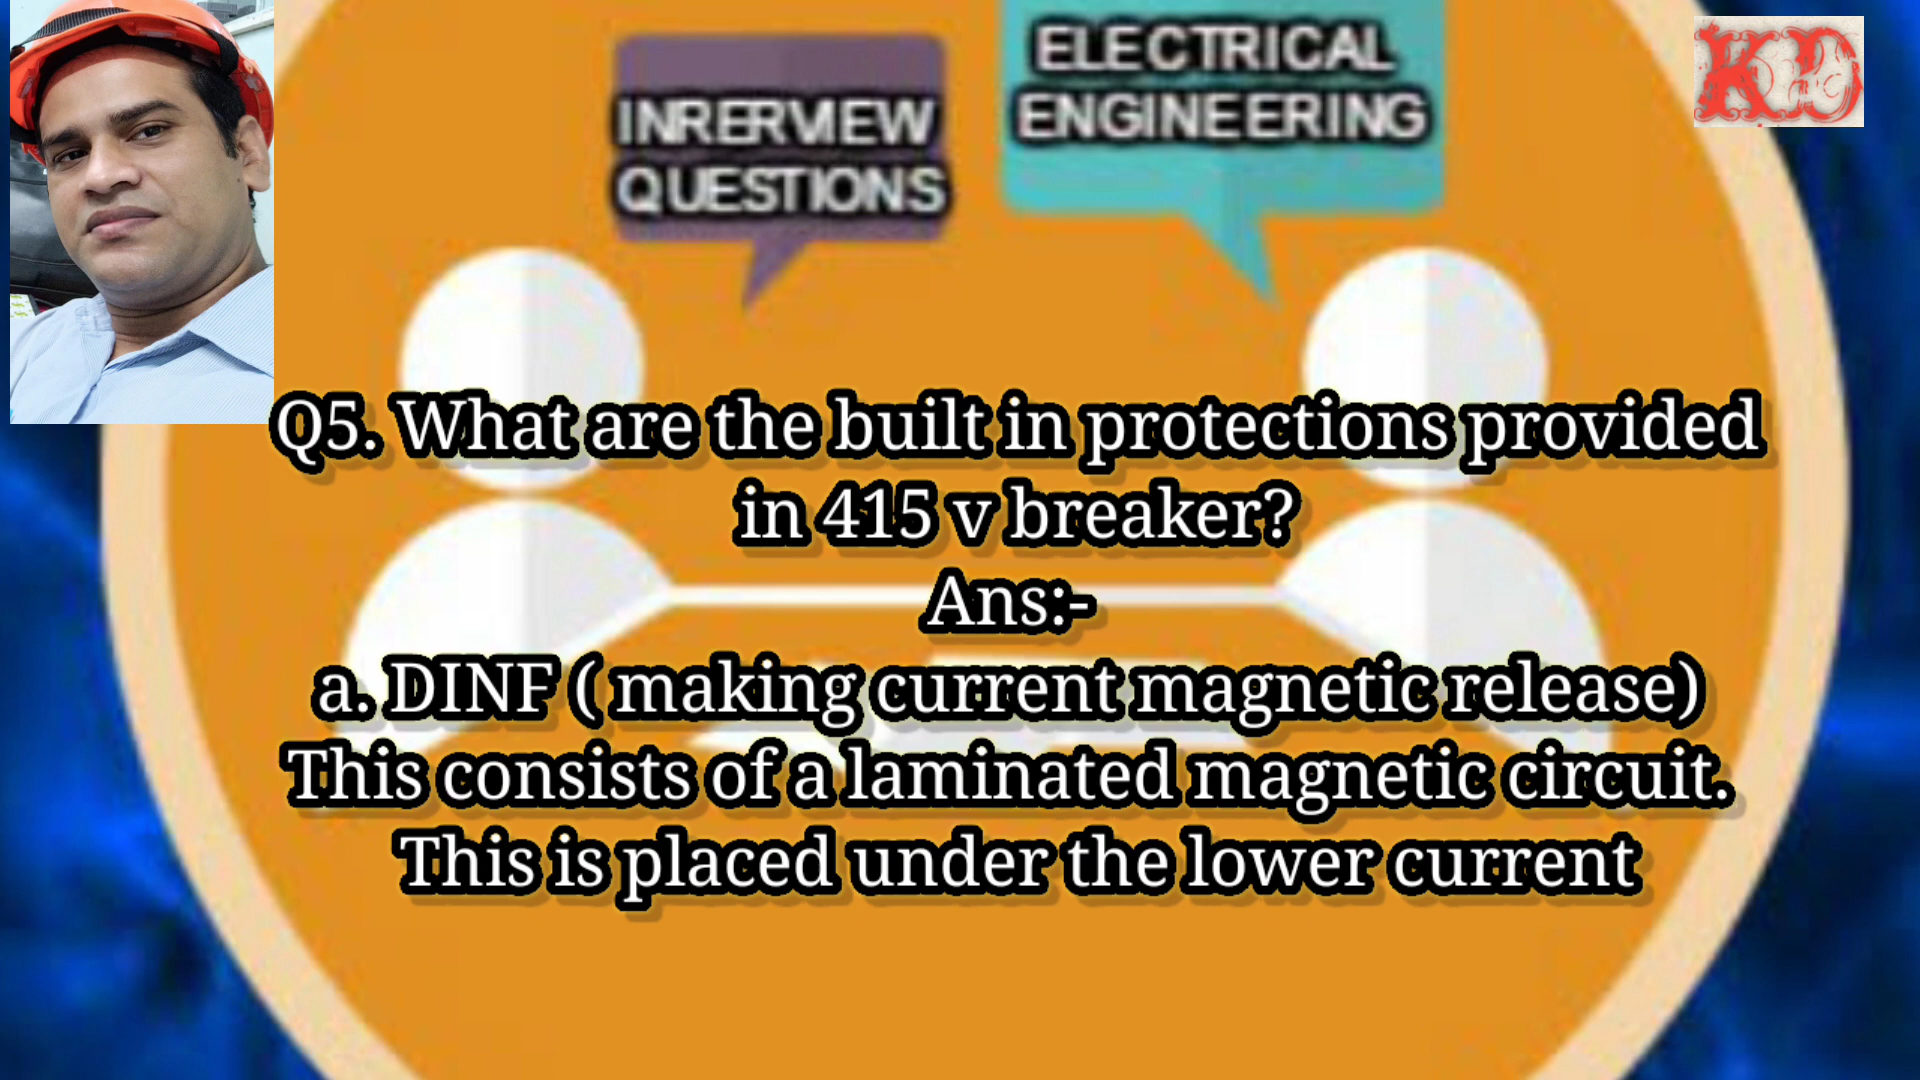 INRERVIEW
QUESTIONS
ELECTRICAL
ENGINEERING
KD
Q5. What are the built in protections provided
in 415 v breaker?
Ans:-
a. DINF ( making current magnetic release)
This consists of a laminated magnetic circuit.
This is placed under the lower current